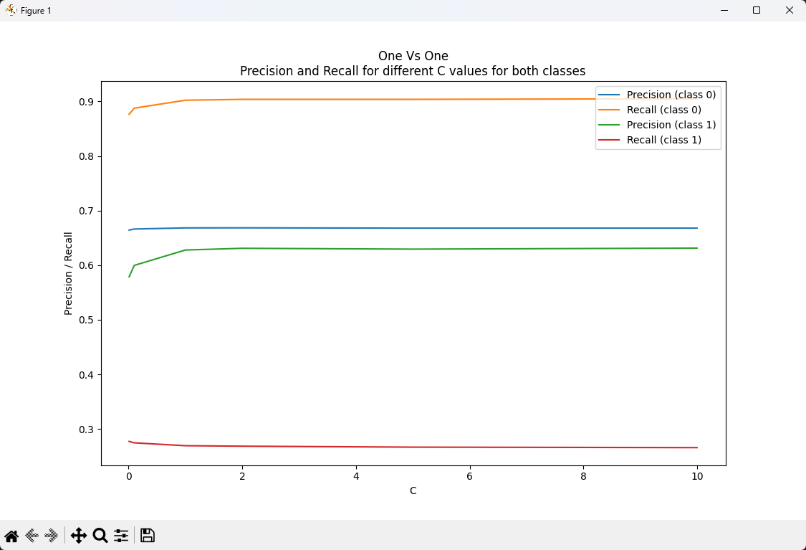 Figure 1
One Vs One
Precision and Recall for different C values for both classes
Precision (class 0)
Recall (class 0)
Precision (class 1)
Recall (class 1)
0.9
0.8
0.7
0.6
0.5
0.4
0.3
Precision / Recall
0 2 4 6 8 10
C